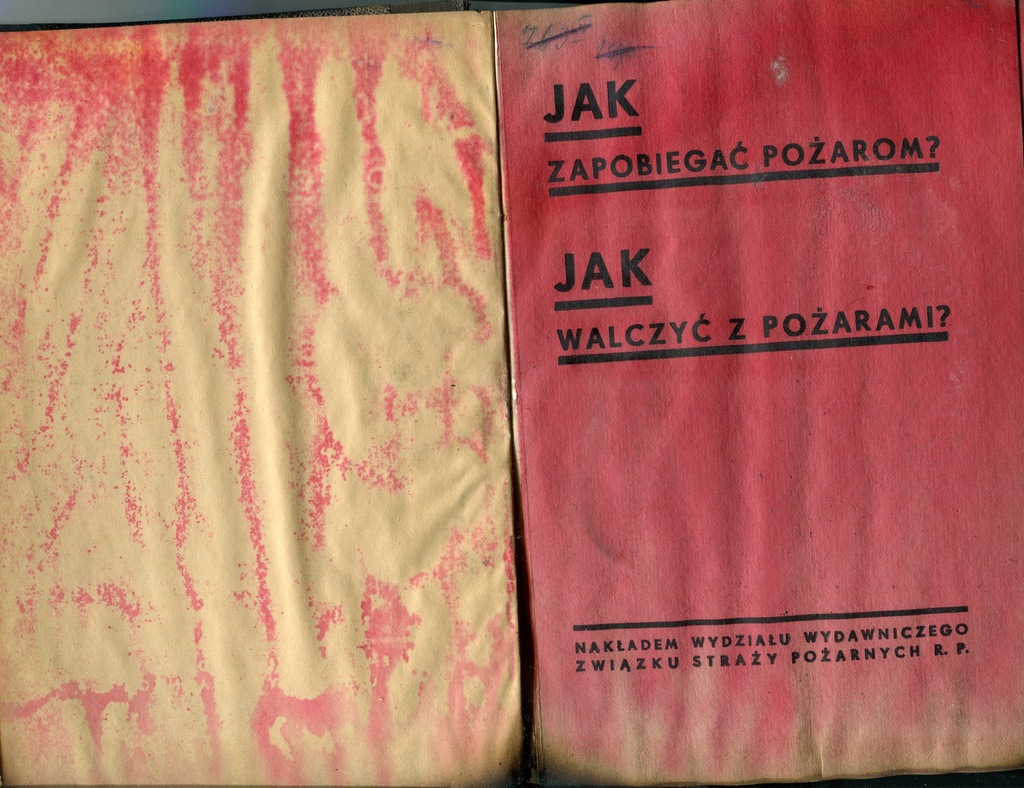 JAK
ZAPOBIEGAĆ POŻAROM?
JAK
WALCZYĆ Z POŻARAMI?
NAKŁADEM WYDZIAŁU WYDAWNICZEGO
ZWIĄZKU STRAŻY POŻARNYCH R. P.